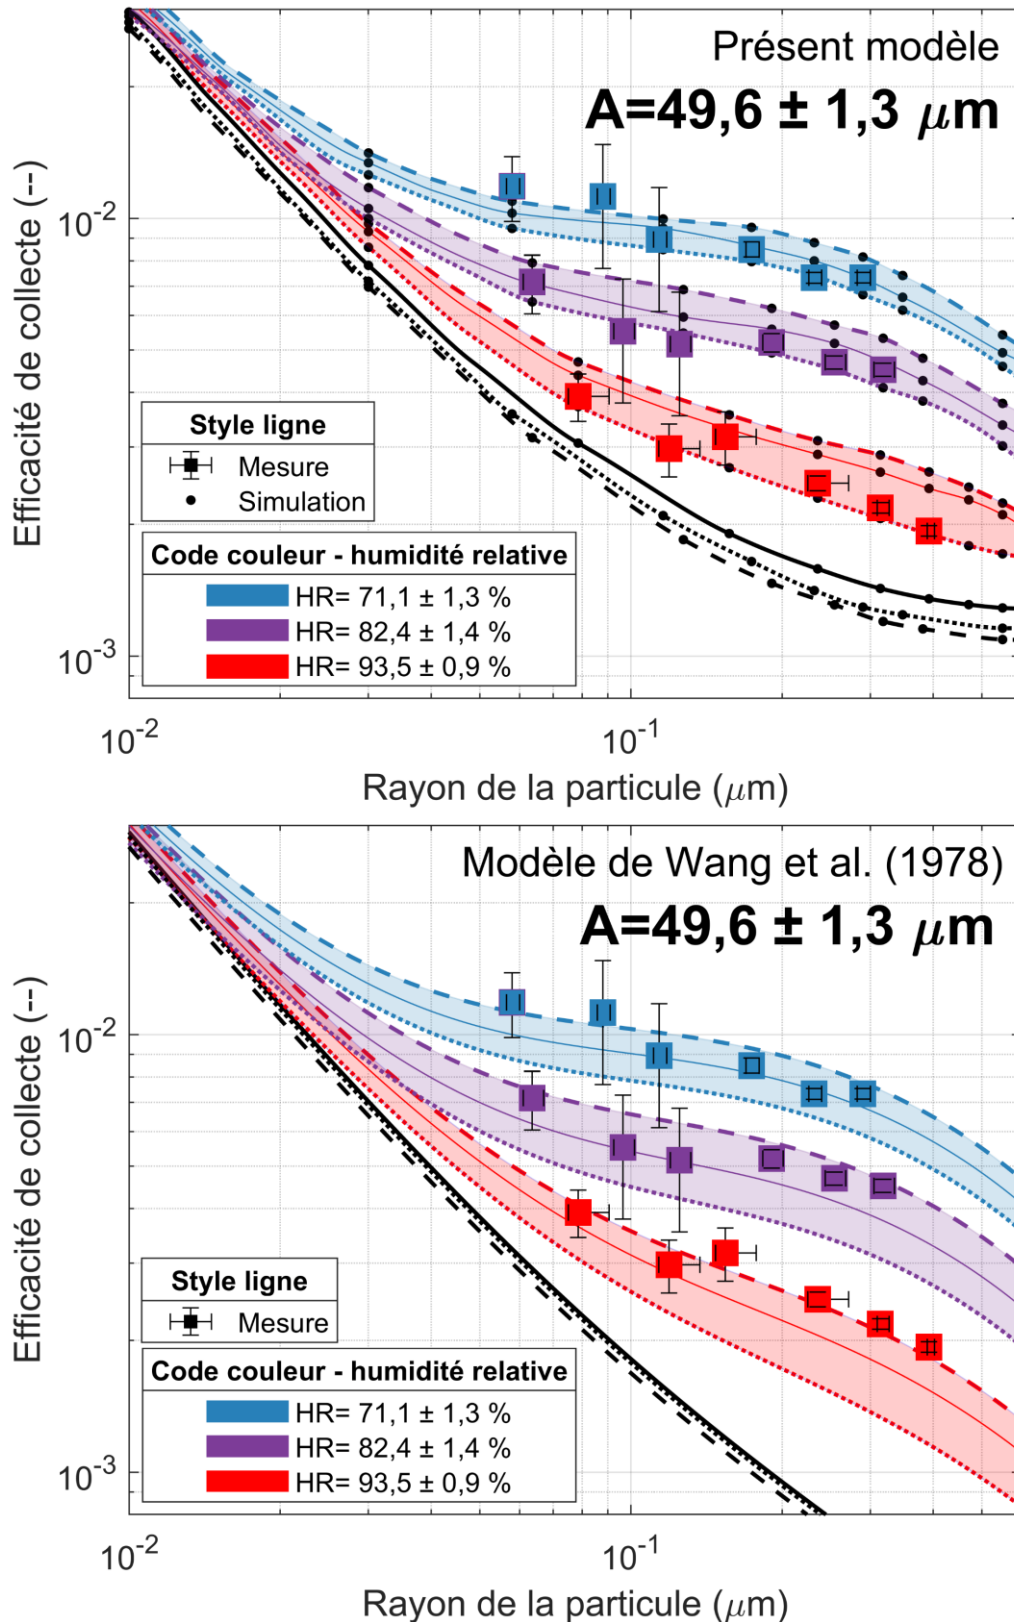 Présent modèle
A=49,6 ± 1,3 μm
Efficacité de collecte (--)
10⁻²
10⁻³
Style ligne
Mesure
Simulation
Code couleur - humidité relative
HR= 71,1 ± 1,3 %
HR= 82,4 ± 1,4 %
HR= 93,5 ± 0,9 %
10⁻² 10⁻¹
Rayon de la particule (μm)
Modèle de Wang et al. (1978)
A=49,6 ± 1,3 μm
Efficacité de collecte (--)
10⁻²
10⁻³
Style ligne
Mesure
Code couleur - humidité relative
HR= 71,1 ± 1,3 %
HR= 82,4 ± 1,4 %
HR= 93,5 ± 0,9 %
10⁻² 10⁻¹
Rayon de la particule (μm)